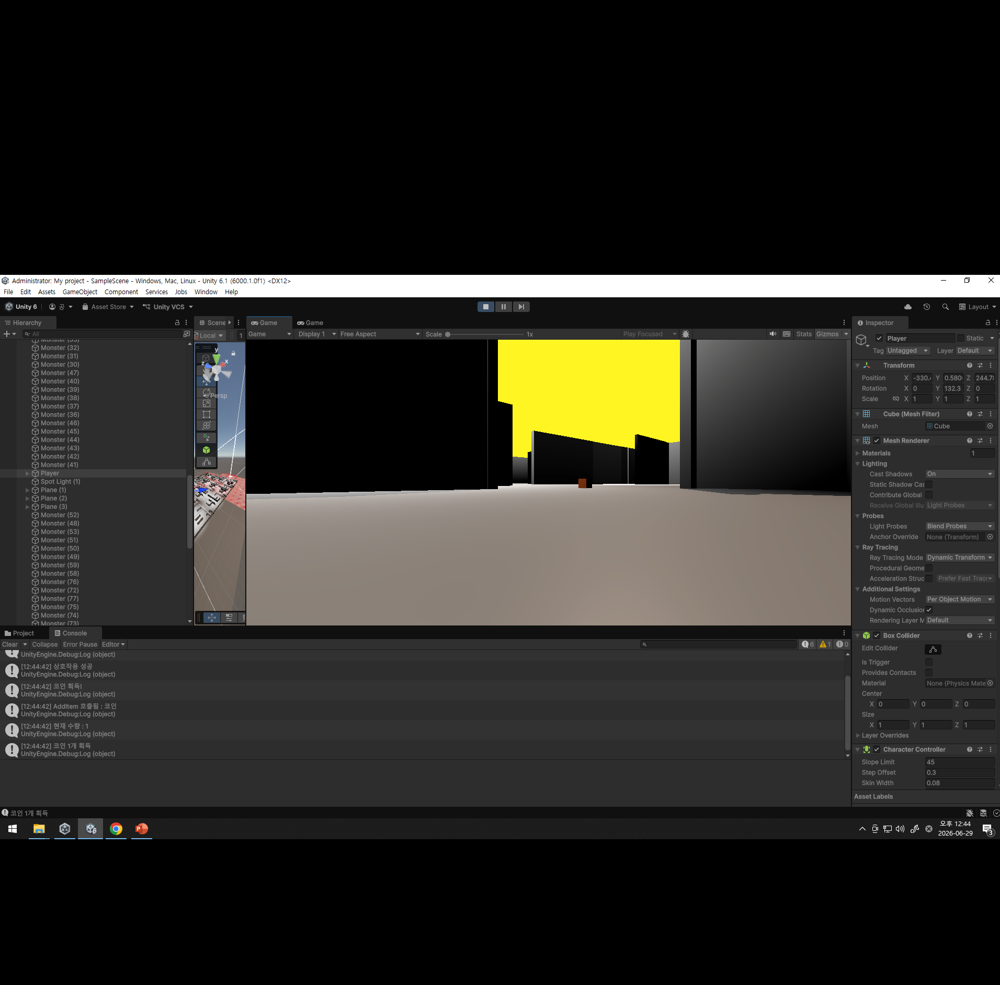 Administrator: My project - SampleScene - Windows, Mac, Linux - Unity 6.1 (6000.1.0f1) <DX12>
File Edit Assets GameObject Component Services Jobs Window Help
Unity 6 공 Asset Store Unity VCS Layout
Hierarchy
All
Monster (32)
Monster (31)
Monster (30)
Monster (47)
Monster (40)
Monster (39)
Monster (38)
Monster (37)
Monster (36)
Monster (46)
Monster (45)
Monster (44)
Monster (43)
Monster (42)
Monster (41)
Player
Spot Light (1)
Plane (1)
Plane (2)
Plane (3)
Monster (52)
Monster (48)
Monster (53)
Monster (51)
Monster (50)
Monster (49)
Monster (59)
Monster (58)
Monster (76)
Monster (72)
Monster (77)
Monster (75)
Monster (74)
Monster (73)
Scene
Local 1
y
x
z
Persp
Game Game
Game Display 1 Free Aspect Scale 1x Play Focused Stats Gizmos
Inspector
Player Static
Tag Untagged Layer Default
Transform
Position X -330. Y 0.580 Z 244.7
Rotation X 0 Y 132.3 Z 0
Scale X 1 Y 1 Z 1
Cube (Mesh Filter)
Mesh Cube
Mesh Renderer
Materials 1
Lighting
Cast Shadows On
Static Shadow Cas
Contribute Global
Receive Global Illu Light Probes
Probes
Light Probes Blend Probes
Anchor Override None (Transform)
Ray Tracing
Ray Tracing Mode Dynamic Transform
Procedural Geome
Acceleration Struc Prefer Fast Trac
Additional Settings
Motion Vectors Per Object Motion
Dynamic Occlusion
Rendering Layer M Default
Box Collider
Edit Collider
Is Trigger
Provides Contacts
Material None (Physics Mate
Center
X 0 Y 0 Z 0
Size
X 1 Y 1 Z 1
Layer Overrides
Character Controller
Slope Limit 45
Step Offset 0.3
Skin Width 0.08
Asset Labels
Project Console
Clear Collapse Error Pause Editor 6 1 0
UnityEngine.Debug:Log (object)
[12:44:42] 상호작용 성공
UnityEngine.Debug:Log (object)
[12:44:42] 코인 획득!
UnityEngine.Debug:Log (object)
[12:44:42] AddItem 호출됨 : 코인
UnityEngine.Debug:Log (object)
[12:44:42] 현재 수량 : 1
UnityEngine.Debug:Log (object)
[12:44:42] 코인 1개 획득
UnityEngine.Debug:Log (object)
코인 1개 획득
오후 12:44
2026-06-29
3